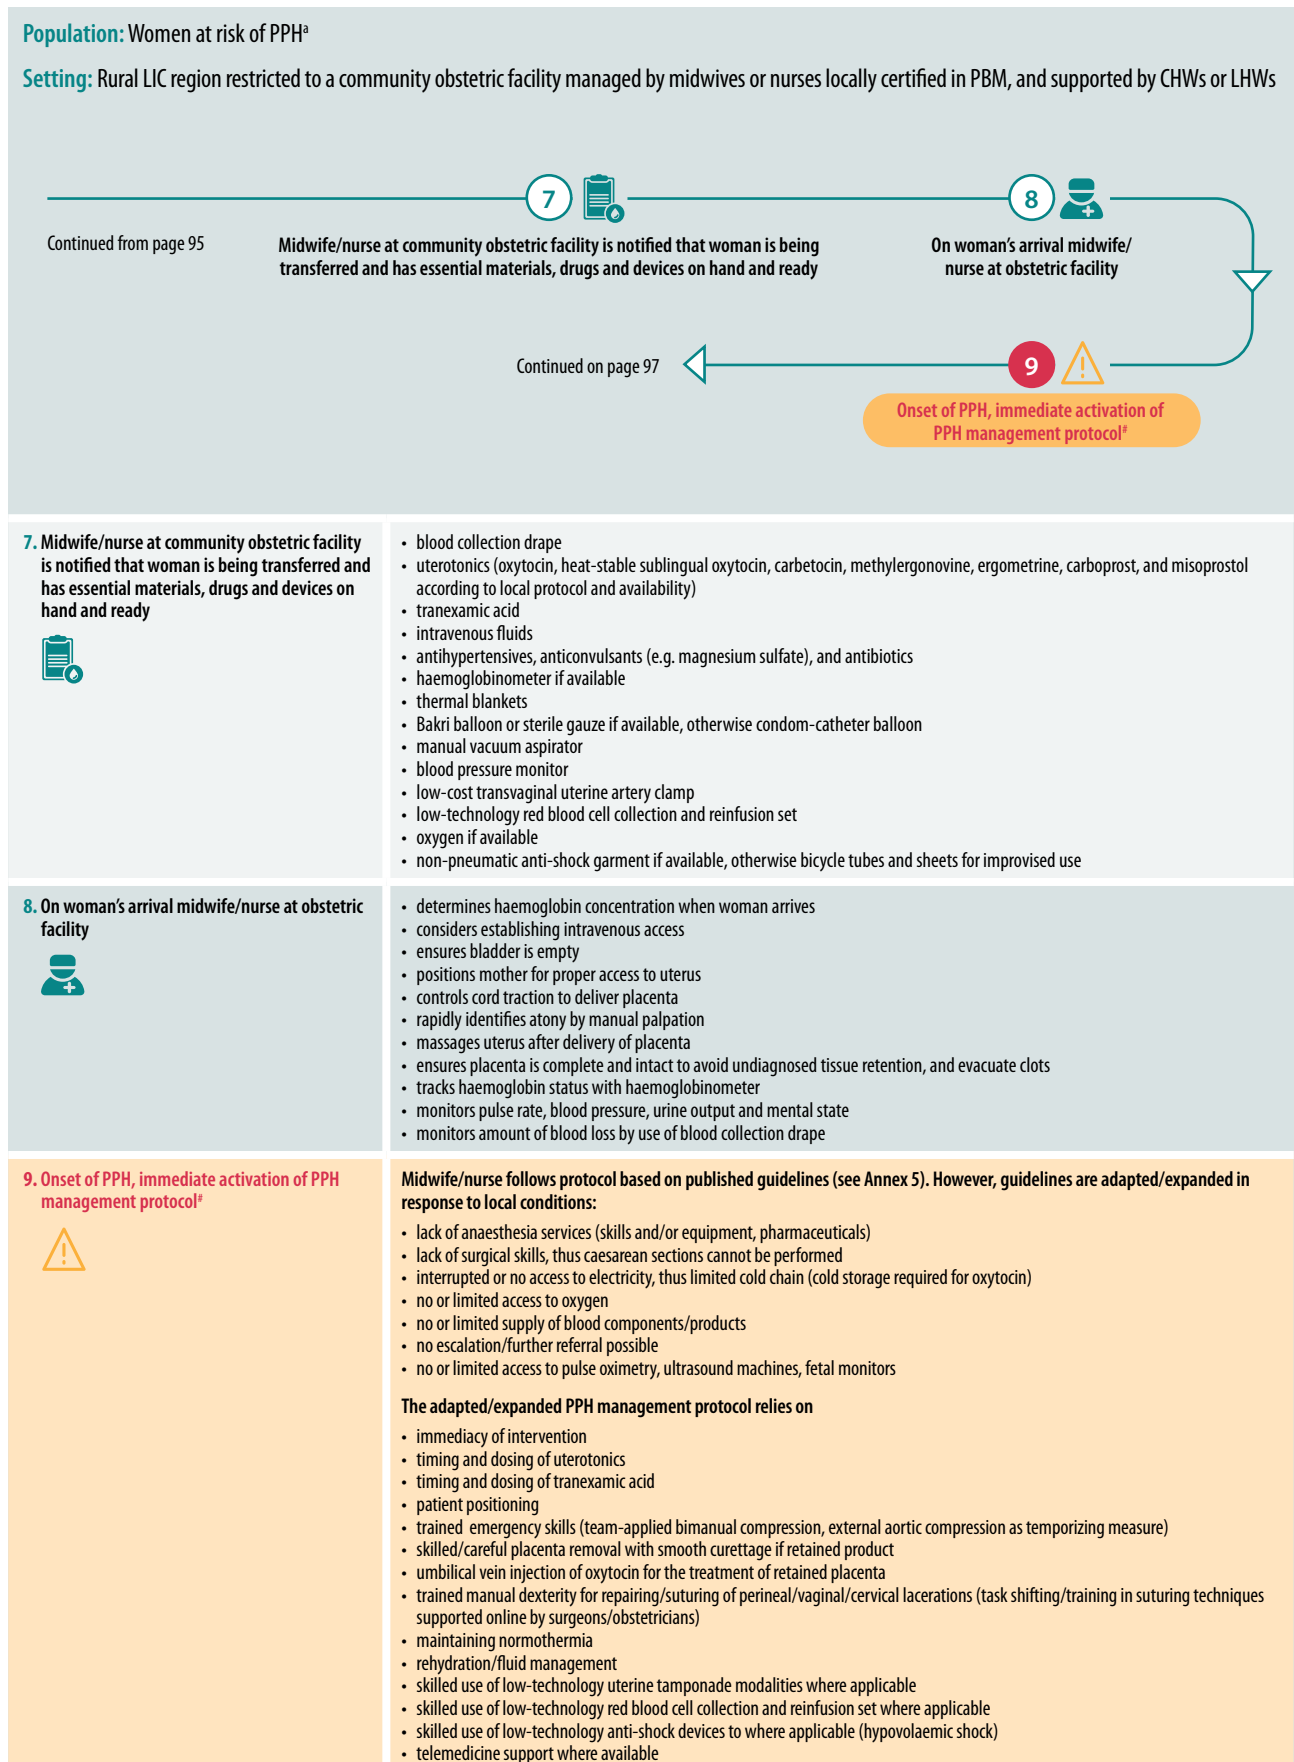 Population: Women at risk of PPHª
Setting: Rural LIC region restricted to a community obstetric facility managed by midwives or nurses locally certified in PBM, and supported by CHWs or LHWs
7
8
Continued from page 95
Midwife/nurse at community obstetric facility is notified that woman is being
transferred and has essential materials, drugs and devices on hand and ready
On woman's arrival midwife/
nurse at obstetric facility
Continued on page 97
9
Onset of PPH, immediate activation of
PPH management protocol#
7. Midwife/nurse at community obstetric facility
is notified that woman is being transferred and
has essential materials, drugs and devices on
hand and ready
• blood collection drape
• uterotonics (oxytocin, heat-stable sublingual oxytocin, carbetocin, methylergonovine, ergometrine, carboprost, and misoprostol
according to local protocol and availability)
• tranexamic acid
• intravenous fluids
• antihypertensives, anticonvulsants (e.g. magnesium sulfate), and antibiotics
• haemoglobinometer if available
• thermal blankets
• Bakri balloon or sterile gauze if available, otherwise condom-catheter balloon
• manual vacuum aspirator
• blood pressure monitor
• low-cost transvaginal uterine artery clamp
• low-technology red blood cell collection and reinfusion set
• oxygen if available
• non-pneumatic anti-shock garment if available, otherwise bicycle tubes and sheets for improvised use
8. On woman's arrival midwife/nurse at obstetric
facility
• determines haemoglobin concentration when woman arrives
• considers establishing intravenous access
• ensures bladder is empty
• positions mother for proper access to uterus
• controls cord traction to deliver placenta
• rapidly identifies atony by manual palpation
• massages uterus after delivery of placenta
• ensures placenta is complete and intact to avoid undiagnosed tissue retention, and evacuate clots
• tracks haemoglobin status with haemoglobinometer
• monitors pulse rate, blood pressure, urine output and mental state
• monitors amount of blood loss by use of blood collection drape
9. Onset of PPH, immediate activation of PPH
management protocol#
Midwife/nurse follows protocol based on published guidelines (see Annex 5). However, guidelines are adapted/expanded in
response to local conditions:
• lack of anaesthesia services (skills and/or equipment, pharmaceuticals)
• lack of surgical skills, thus caesarean sections cannot be performed
• interrupted or no access to electricity, thus limited cold chain (cold storage required for oxytocin)
• no or limited access to oxygen
• no or limited supply of blood components/products
• no escalation/further referral possible
• no or limited access to pulse oximetry, ultrasound machines, fetal monitors
The adapted/expanded PPH management protocol relies on
• immediacy of intervention
• timing and dosing of uterotonics
• timing and dosing of tranexamic acid
• patient positioning
• trained emergency skills (team-applied bimanual compression, external aortic compression as temporizing measure)
• skilled/careful placenta removal with smooth curettage if retained product
• umbilical vein injection of oxytocin for the treatment of retained placenta
• trained manual dexterity for repairing/suturing of perineal/vaginal/cervical lacerations (task shifting/training in suturing techniques
supported online by surgeons/obstetricians)
• maintaining normothermia
• rehydration/fluid management
• skilled use of low-technology uterine tamponade modalities where applicable
• skilled use of low-technology red blood cell collection and reinfusion set where applicable
• skilled use of low-technology anti-shock devices to where applicable (hypovolaemic shock)
• telemedicine support where available